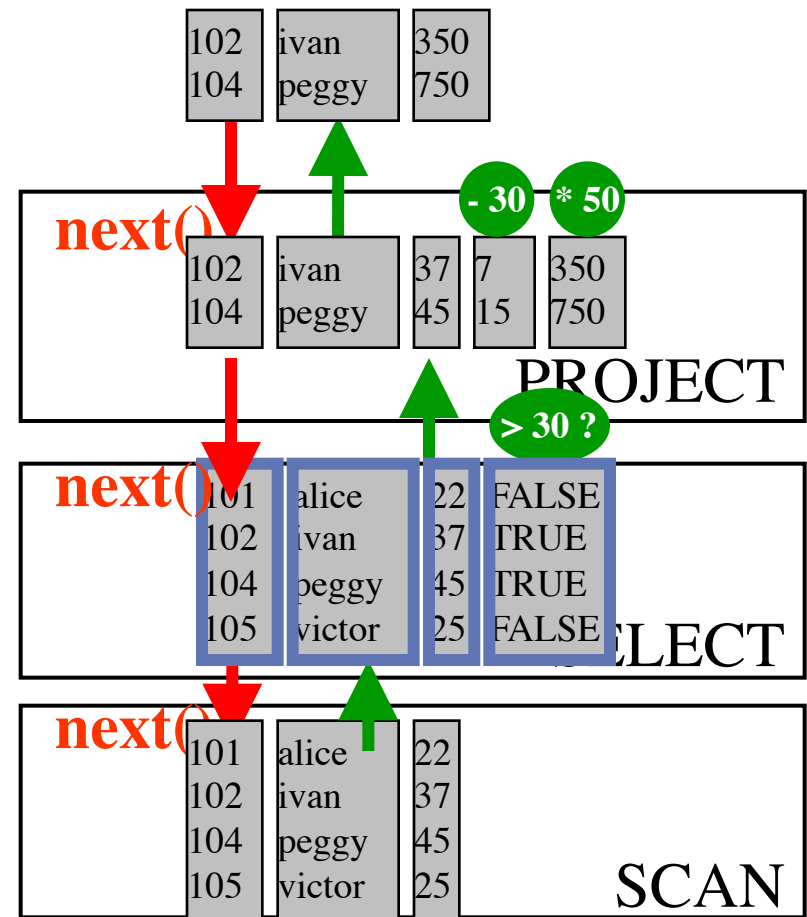 102 ivan 350
104 peggy 750
- 30 * 50
next()
102 ivan 37 7 350
104 peggy 45 15 750
PROJECT
> 30 ?
next()
101 alice 22 FALSE
102 ivan 37 TRUE
104 peggy 45 TRUE
105 victor 25 FALSE
SELECT
next()
101 alice 22
102 ivan 37
104 peggy 45
105 victor 25
SCAN